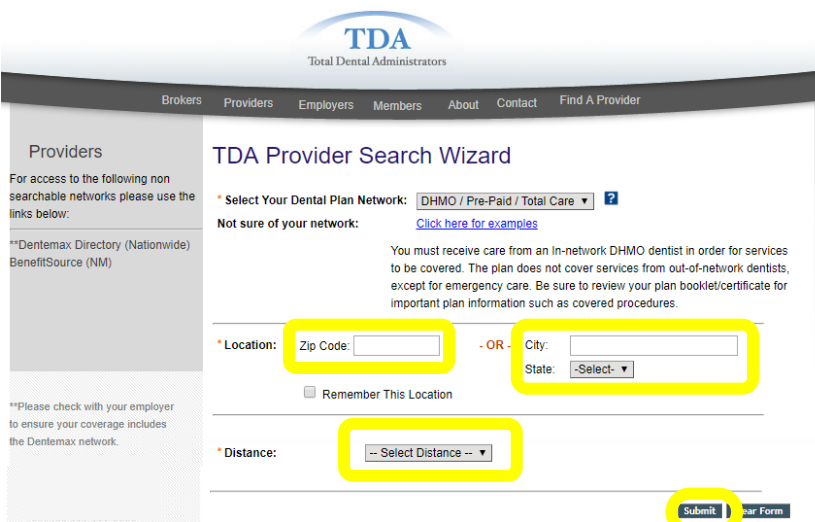 TDA
Total Dental Administrators
Brokers Providers Employers Members About Contact Find A Provider
Providers
For access to the following non
searchable networks please use the
links below:
**Dentemax Directory (Nationwide)
BenefitSource (NM)
**Please check with your employer
to ensure your coverage includes
the Dentemax network.
TDA Provider Search Wizard
* Select Your Dental Plan Network: DHMO / Pre-Paid / Total Care ▼ ?
Not sure of your network: Click here for examples
You must receive care from an In-network DHMO dentist in order for services
to be covered. The plan does not cover services from out-of-network dentists,
except for emergency care. Be sure to review your plan booklet/certificate for
important plan information such as covered procedures.
* Location: Zip Code: - OR - City:
State: -Select- ▼
Remember This Location
* Distance: -- Select Distance -- ▼
Submit ear Form